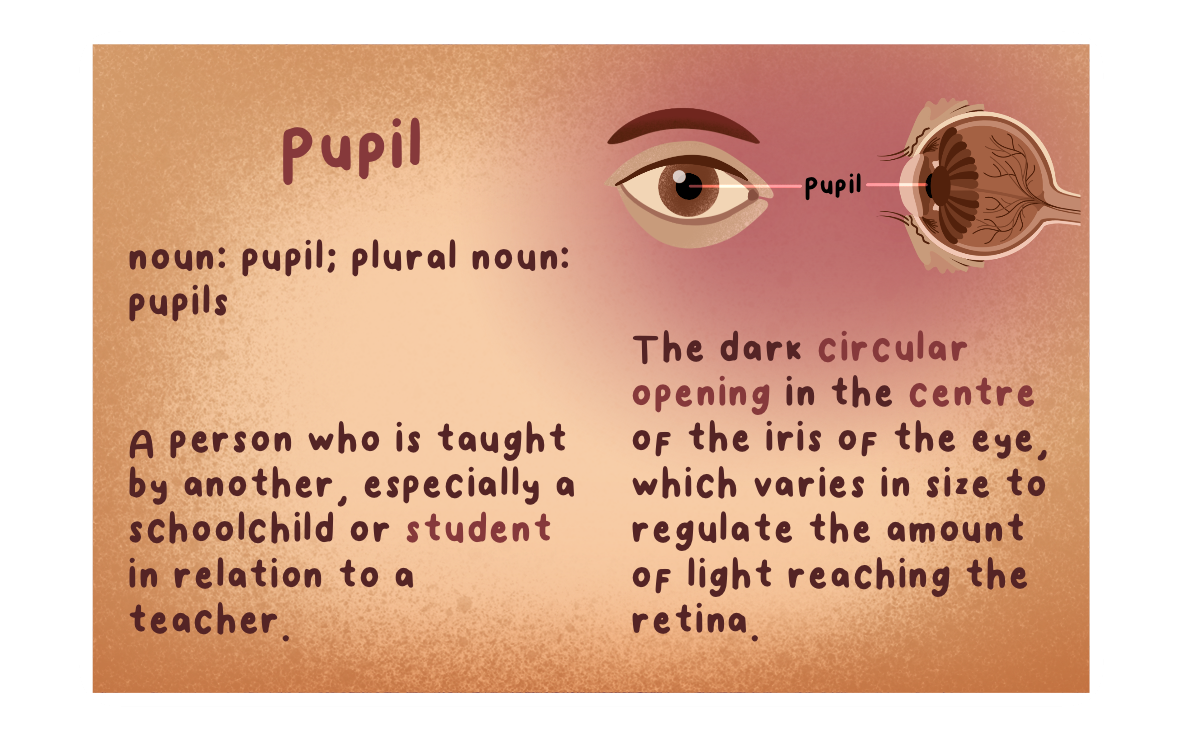 Pupil
noun: pupil; plural noun:
pupils
A person who is taught
by another, especially a
schoolchild or student
in relation to a
teacher.
pupil
The dark circular
opening in the centre
of the iris of the eye,
which varies in size to
regulate the amount
of light reaching the
retina.